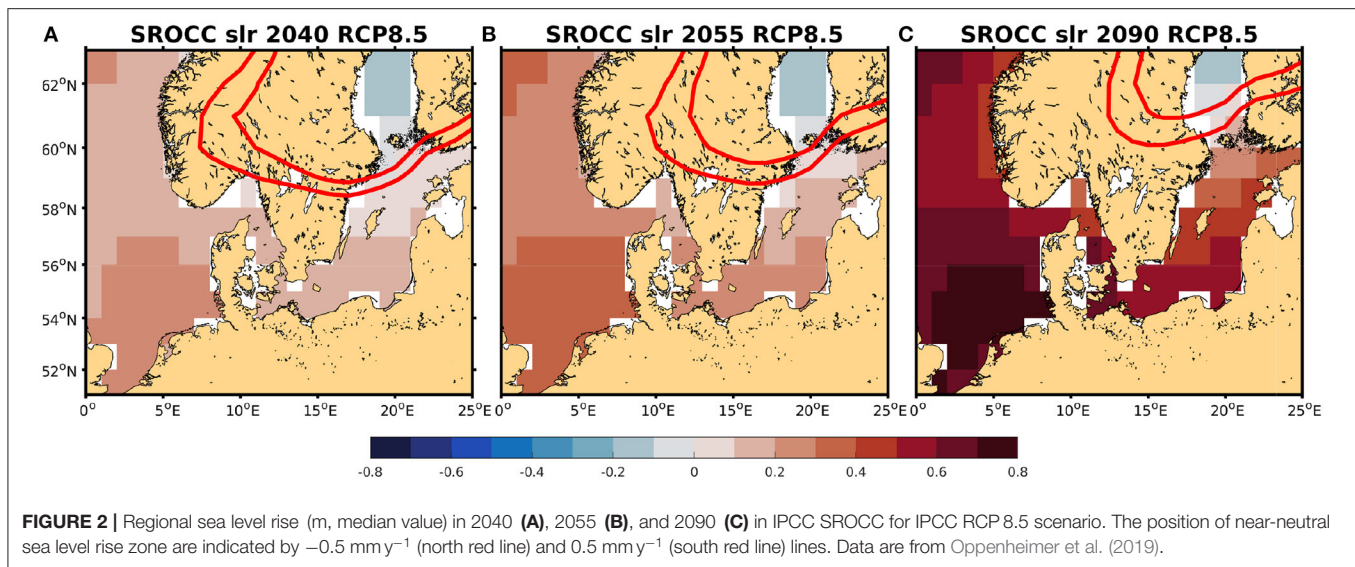 A SROCC slr 2040 RCP8.5
B SROCC slr 2055 RCP8.5
C SROCC slr 2090 RCP8.5
62°N
60°N
58°N
56°N
54°N
52°N
0° 5°E 10°E 15°E 20°E 25°E
0° 5°E 10°E 15°E 20°E 25°E
0° 5°E 10°E 15°E 20°E 25°E
-0.8 -0.6 -0.4 -0.2 0 0.2 0.4 0.6 0.8
FIGURE 2 | Regional sea level rise (m, median value) in 2040 (A), 2055 (B), and 2090 (C) in IPCC SROCC for IPCC RCP 8.5 scenario. The position of near-neutral
sea level rise zone are indicated by −0.5 mm y⁻¹ (north red line) and 0.5 mm y⁻¹ (south red line) lines. Data are from Oppenheimer et al. (2019).